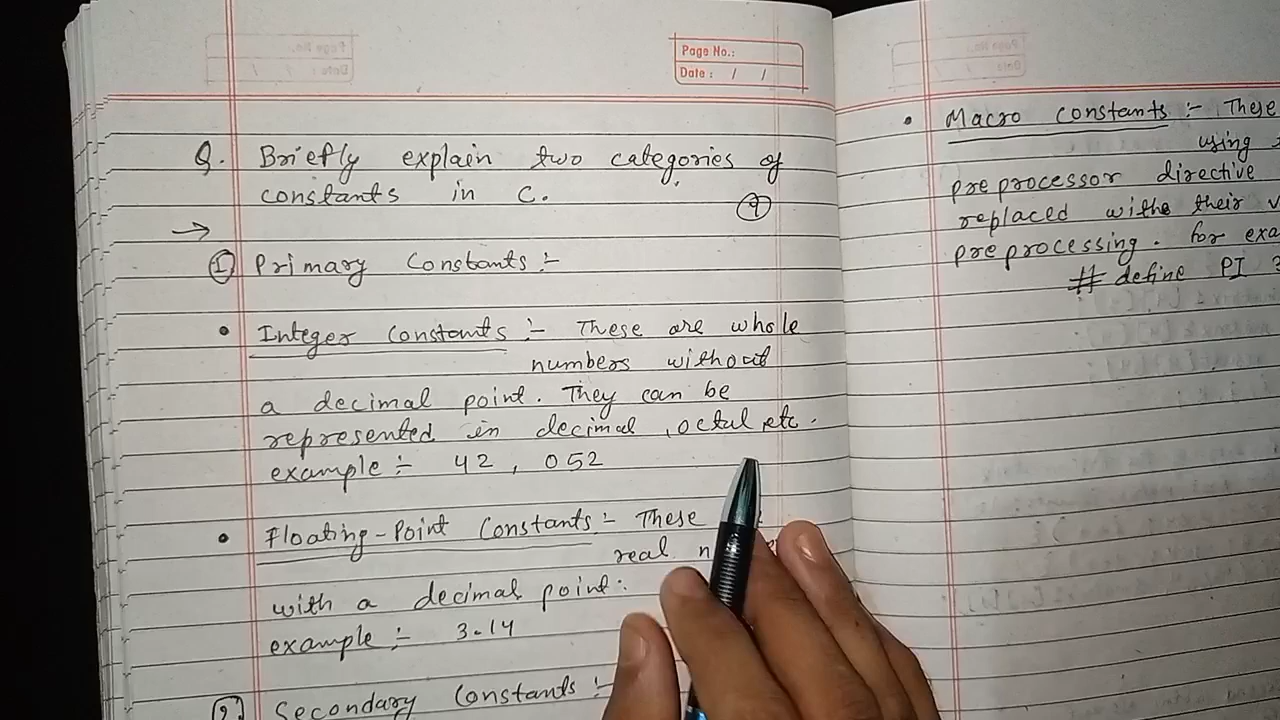 Page No.:
Date : / /
Q. Briefly explain two categories of
constants in C.
→
① Primary Constants :-
• Integer Constants :- These are whole
numbers without
a decimal point. They can be
represented in decimal, octal etc.
example :- 42, 052
• Floating-Point Constants :- These
real
with a decimal point.
example :- 3.14
② Secondary Constants :-
• Macro Constants :- These
using
preprocessor directive
replaced withe their
preprocessing. For
# define PI